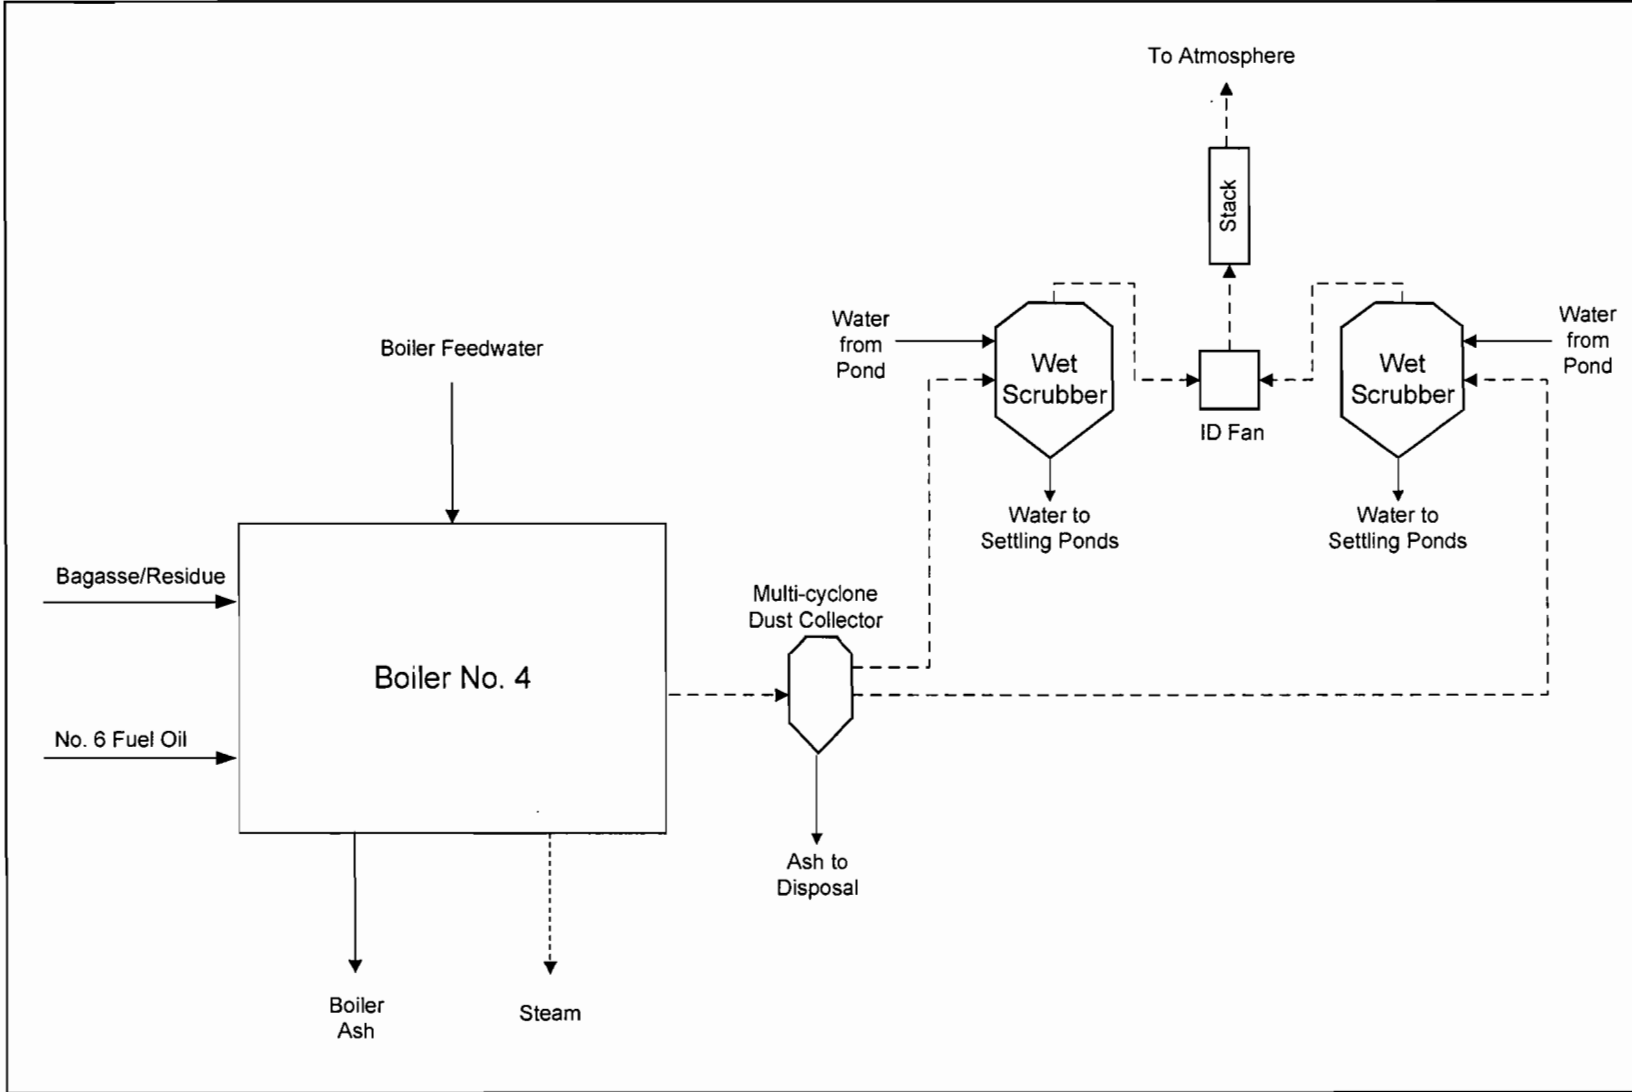 To Atmosphere
Stack
Water
from
Pond
Wet
Scrubber
ID Fan
Wet
Scrubber
Water
from
Pond
Water to
Settling Ponds
Water to
Settling Ponds
Boiler Feedwater
Bagasse/Residue
Boiler No. 4
No. 6 Fuel Oil
Multi-cyclone
Dust Collector
Ash to
Disposal
Boiler
Ash
Steam